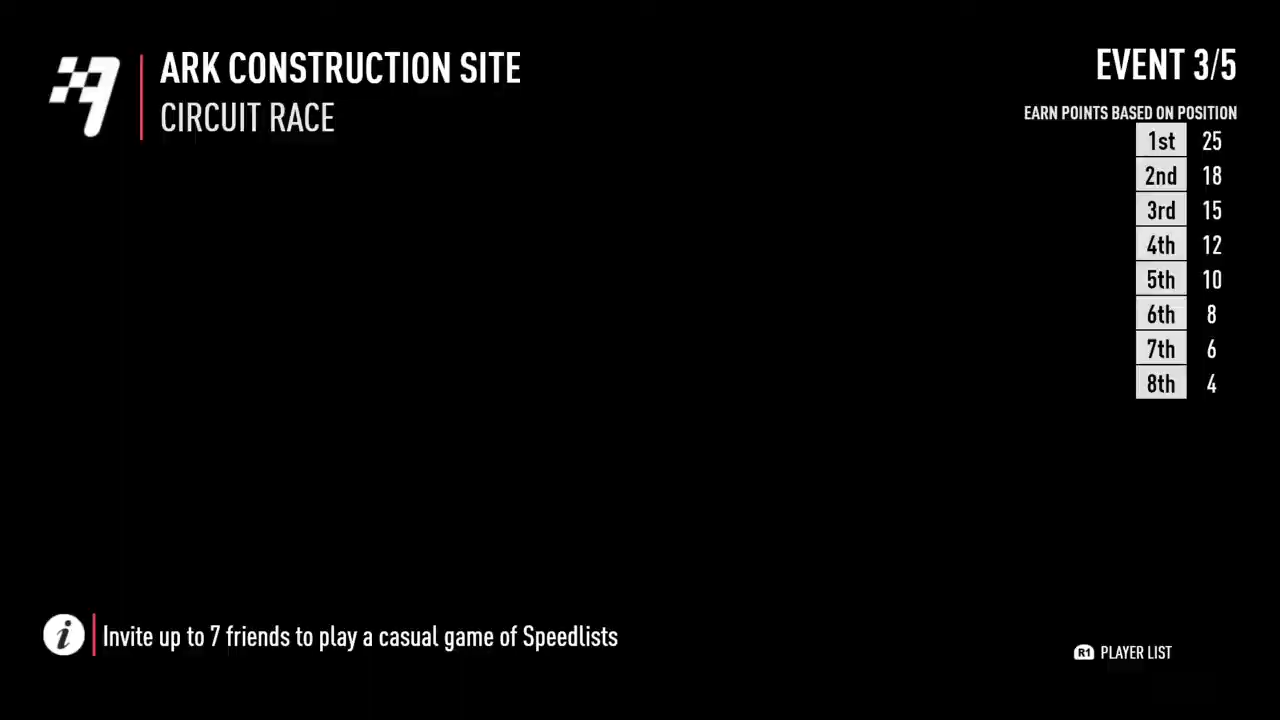 ARK CONSTRUCTION SITE
CIRCUIT RACE
EVENT 3/5
EARN POINTS BASED ON POSITION
1st 25
2nd 18
3rd 15
4th 12
5th 10
6th 8
7th 6
8th 4
Invite up to 7 friends to play a casual game of Speedlists
R1 PLAYER LIST